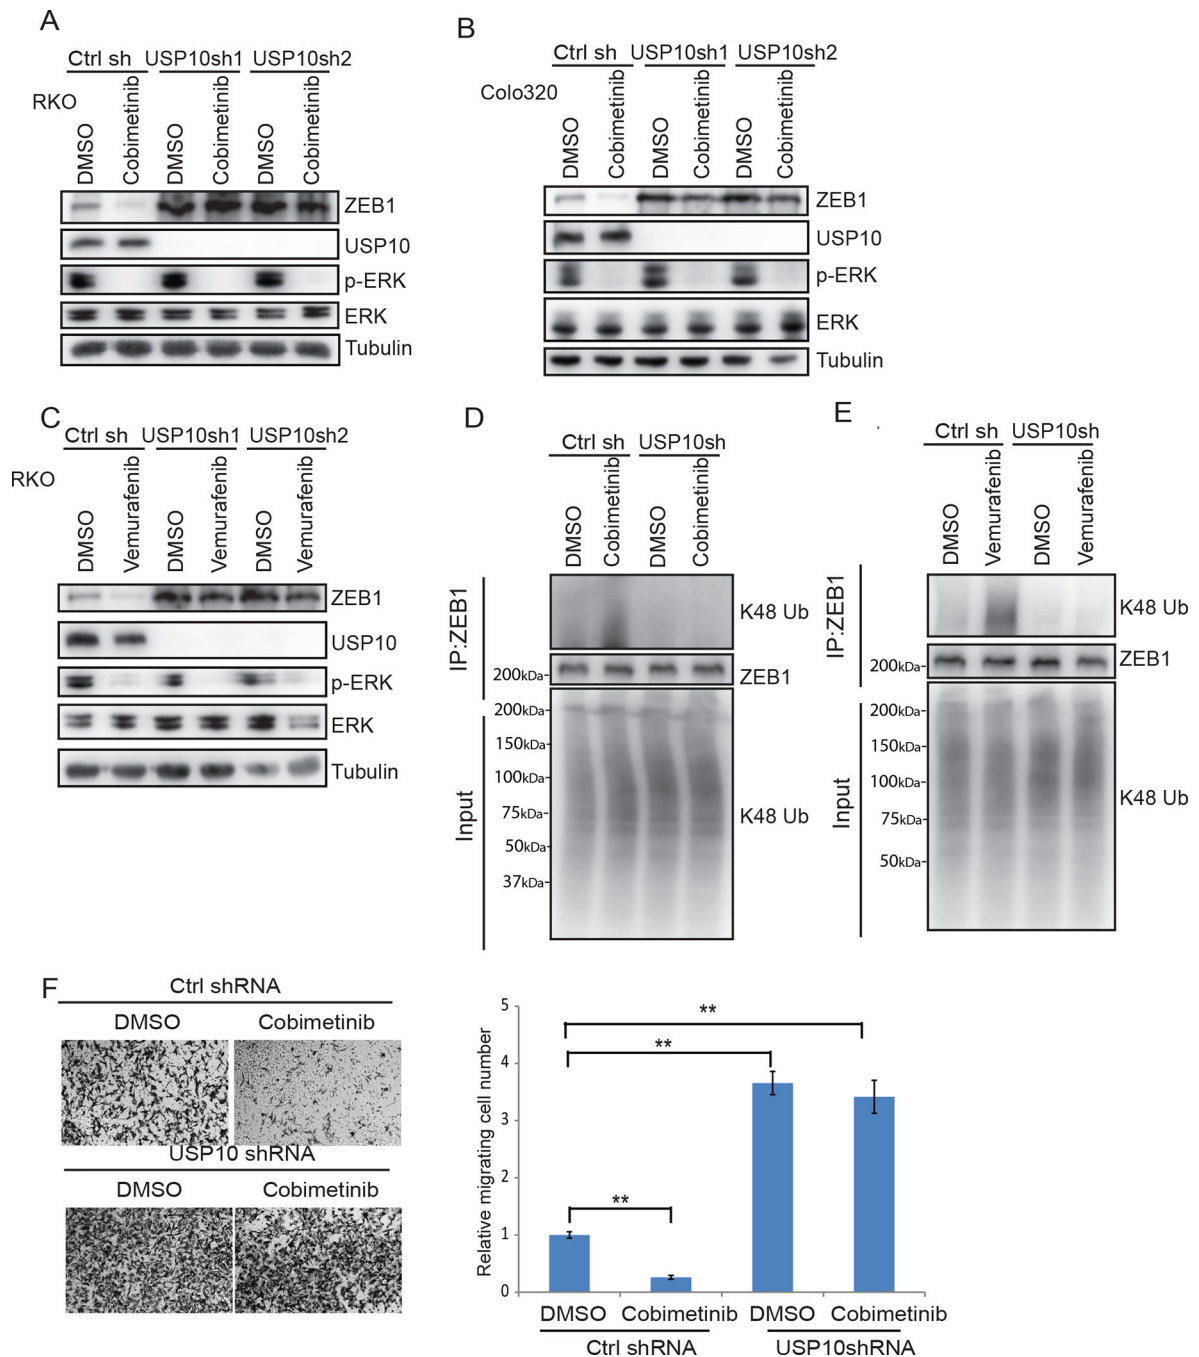 A
Ctrl sh USP10sh1 USP10sh2
RKO
DMSO
Cobimetinib
DMSO
Cobimetinib
DMSO
Cobimetinib
ZEB1
USP10
p-ERK
ERK
Tubulin
B
Ctrl sh USP10sh1 USP10sh2
Colo320
DMSO
Cobimetinib
DMSO
Cobimetinib
DMSO
Cobimetinib
ZEB1
USP10
p-ERK
ERK
Tubulin
C
Ctrl sh USP10sh1 USP10sh2
RKO
DMSO
Vemurafenib
DMSO
Vemurafenib
DMSO
Vemurafenib
ZEB1
USP10
p-ERK
ERK
Tubulin
D
Ctrl sh USP10sh
DMSO
Cobimetinib
DMSO
Cobimetinib
IP:ZEB1
K48 Ub
200kDa
ZEB1
Input
200kDa
150kDa
100kDa
75kDa
50kDa
37kDa
K48 Ub
E
Ctrl sh USP10sh
DMSO
Vemurafenib
DMSO
Vemurafenib
IP:ZEB1
K48 Ub
200kDa
ZEB1
Input
200kDa
150kDa
100kDa
75kDa
50kDa
K48 Ub
F
Ctrl shRNA
DMSO Cobimetinib
USP10 shRNA
DMSO Cobimetinib
Relative migrating cell number
5
4
3
2
1
0
**
**
**
DMSO Cobimetinib DMSO Cobimetinib
Ctrl shRNA USP10shRNA